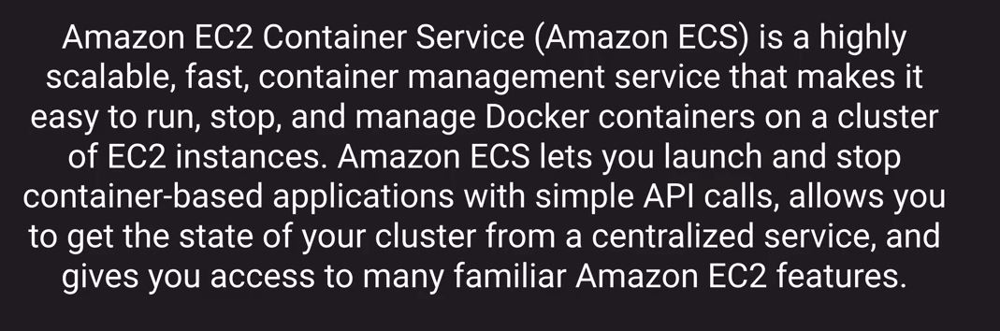 Amazon EC2 Container Service (Amazon ECS) is a highly
scalable, fast, container management service that makes it
easy to run, stop, and manage Docker containers on a cluster
of EC2 instances. Amazon ECS lets you launch and stop
container-based applications with simple API calls, allows you
to get the state of your cluster from a centralized service, and
gives you access to many familiar Amazon EC2 features.